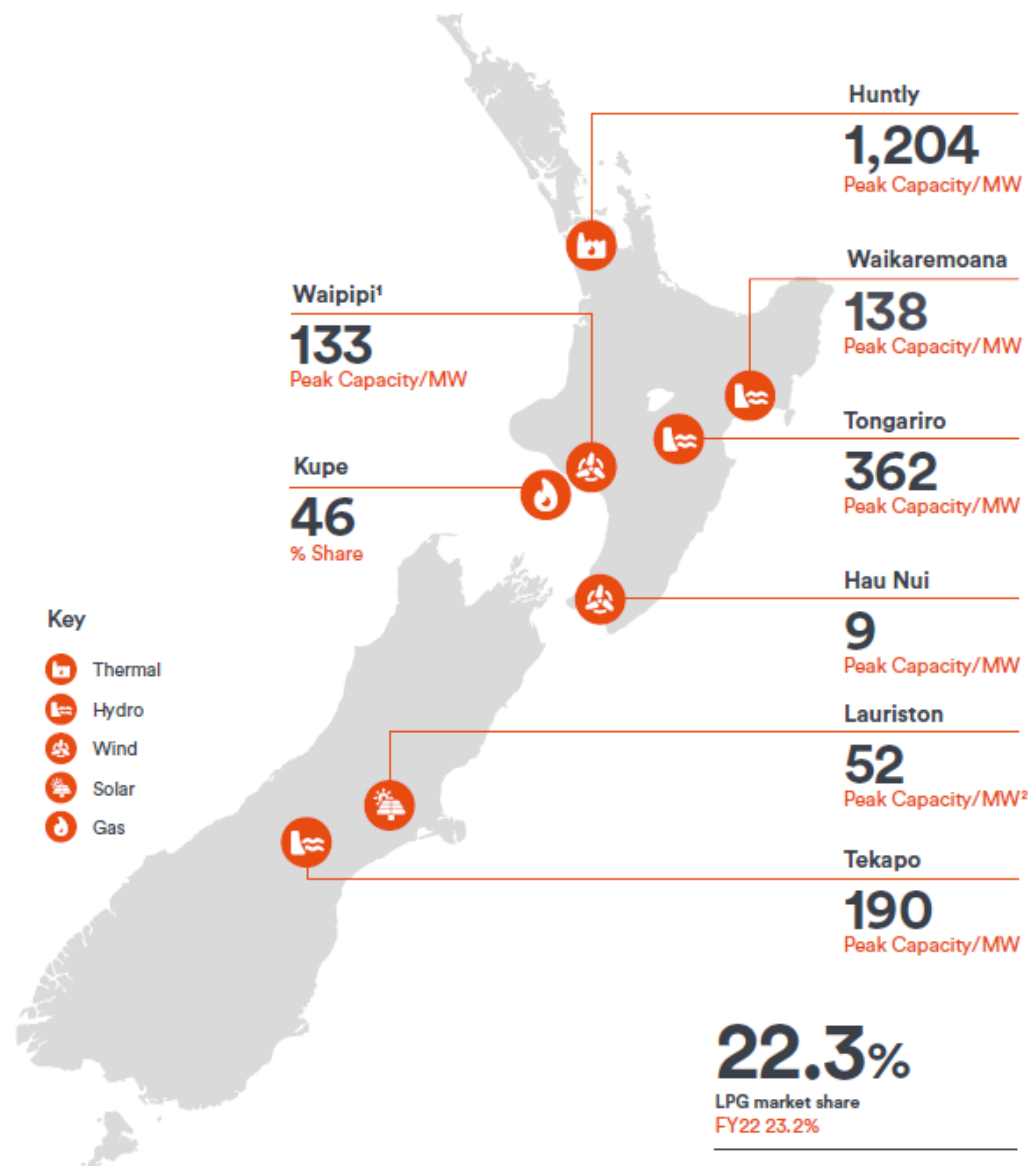 Huntly
1,204
Peak Capacity/MW
Waikaremoana
138
Peak Capacity/MW
Waipipi¹
133
Peak Capacity/MW
Tongariro
362
Peak Capacity/MW
Kupe
46
% Share
Hau Nui
9
Peak Capacity/MW
Key
Thermal
Hydro
Wind
Solar
Gas
Lauriston
52
Peak Capacity/MW²
Tekapo
190
Peak Capacity/MW
22.3%
LPG market share
FY22 23.2%